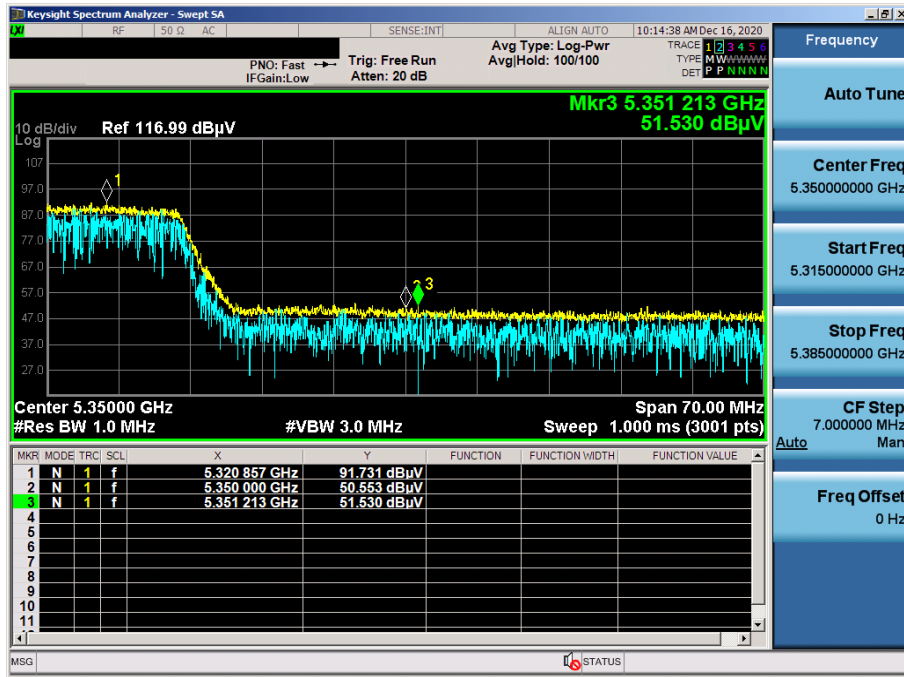 Keysight Spectrum Analyzer - Swept SA
LXI RF 50 Ω AC SENSE:INT ALIGN AUTO 10:14:38 AM Dec 16, 2020
Frequency
PNO: Fast Trig: Free Run Avg Type: Log-Pwr TRACE 1 2 3 4 5 6
IFGain:Low Atten: 20 dB Avg|Hold: 100/100 TYPE M W
DET P P N N N N
Auto Tune
Mkr3 5.351 213 GHz
51.530 dBµV
10 dB/div Ref 116.99 dBµV
Log
107
97.0
87.0
77.0
67.0
57.0
47.0
37.0
27.0
1
3
Center 5.35000 GHz Span 70.00 MHz
#Res BW 1.0 MHz #VBW 3.0 MHz Sweep 1.000 ms (3001 pts)
Center Freq
5.350000000 GHz
Start Freq
5.315000000 GHz
Stop Freq
5.385000000 GHz
CF Step
7.000000 MHz
Auto Man
Freq Offset
0 Hz
MKR MODE TRC SCL X Y FUNCTION FUNCTION WIDTH FUNCTION VALUE
1 N 1 f 5.320 857 GHz 91.731 dBµV
2 N 1 f 5.350 000 GHz 50.553 dBµV
3 N 1 f 5.351 213 GHz 51.530 dBµV
4
5
6
7
8
9
10
11
MSG STATUS